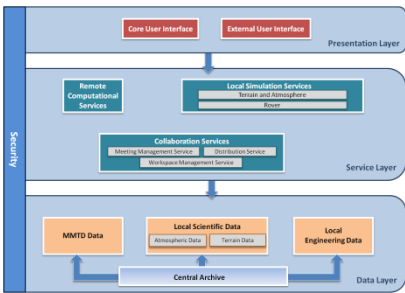 Security
Core User Interface
External User Interface
Presentation Layer
Remote
Computational
Services
Local Simulation Services
Terrain and Atmosphere
Rover
Collaboration Services
Meeting Management Service
Distribution Service
Workspace Management Service
Service Layer
MMTD Data
Local Scientific Data
Atmospheric Data
Terrain Data
Local
Engineering Data
Central Archive
Data Layer